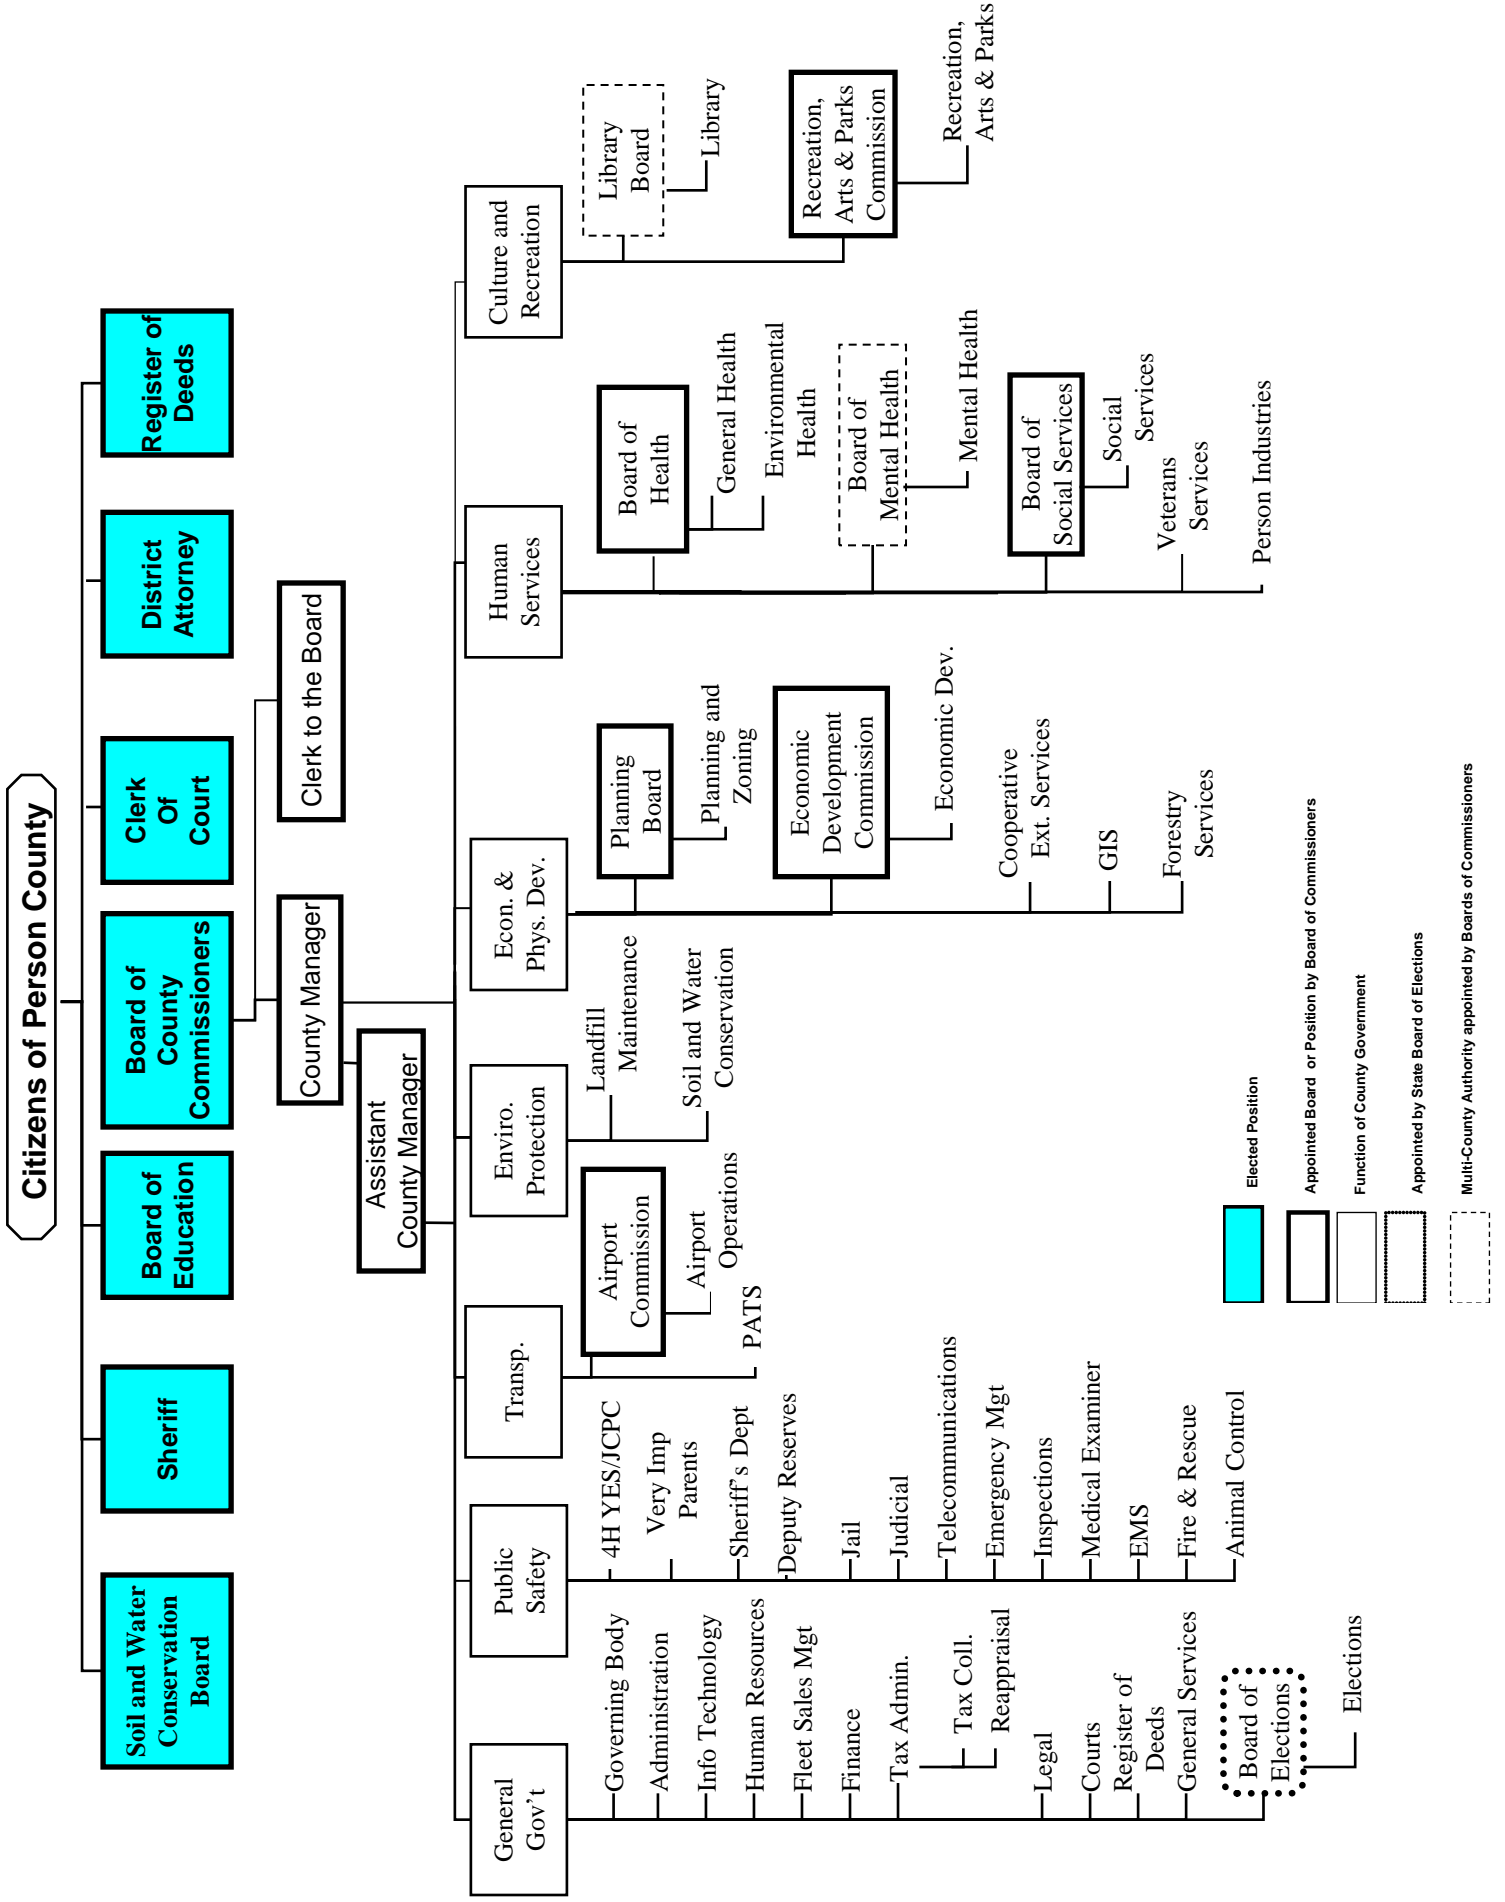 Citizens of Person County
Soil and Water
Conservation
Board
Sheriff
Board of
Education
Board of
County
Commissioners
Clerk
Of
Court
District
Attorney
Register of
Deeds
County Manager
Clerk to the Board
Assistant
County Manager
General
Gov't
Public
Safety
Transp.
Enviro.
Protection
Econ. &
Phys. Dev.
Human
Services
Culture and
Recreation
Governing Body
Administration
Info Technology
Human Resources
Fleet Sales Mgt
Finance
Tax Admin.
Tax Coll.
Reappraisal
Legal
Courts
Register of
Deeds
General Services
Board of
Elections
Elections
4H YES/JCPC
Very Imp
Parents
Sheriff's Dept
Deputy Reserves
Jail
Judicial
Telecommunications
Emergency Mgt
Inspections
Medical Examiner
EMS
Fire & Rescue
Animal Control
Airport
Commission
Airport
Operations
PATS
Landfill
Maintenance
Soil and Water
Conservation
Planning
Board
Planning and
Zoning
Economic
Development
Commission
Economic Dev.
Cooperative
Ext. Services
GIS
Forestry
Services
Board of
Health
General Health
Environmental
Health
Board of
Mental Health
Mental Health
Board of
Social Services
Social
Services
Veterans
Services
Person Industries
Library
Board
Library
Recreation,
Arts & Parks
Commission
Recreation,
Arts & Parks
Elected Position
Appointed Board or Position by Board of Commissioners
Function of County Government
Appointed by State Board of Elections
Multi-County Authority appointed by Boards of Commissioners